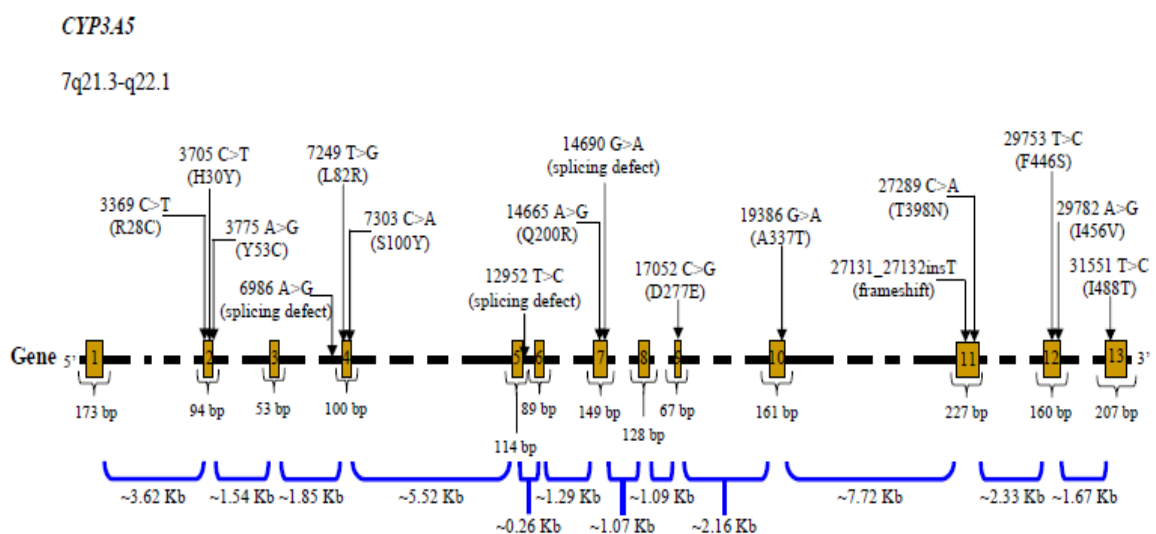 CYP3A5
7q21.3-q22.1
3705 C>T
(H30Y)
7249 T>G
(L82R)
14690 G>A
(splicing defect)
29753 T>C
(F446S)
3369 C>T
(R28C)
3775 A>G
(Y53C)
7303 C>A
(S100Y)
14665 A>G
(Q200R)
19386 G>A
(A337T)
27289 C>A
(T398N)
29782 A>G
(I456V)
6986 A>G
(splicing defect)
12952 T>C
(splicing defect)
17052 C>G
(D277E)
27131_27132insT
(frameshift)
31551 T>C
(I488T)
Gene 5' 1 2 3 4 5 6 7 8 9 10 11 12 13 3'
173 bp 94 bp 53 bp 100 bp 89 bp 149 bp 67 bp 161 bp 227 bp 160 bp 207 bp
114 bp 128 bp
~3.62 Kb ~1.54 Kb ~1.85 Kb ~5.52 Kb ~1.29 Kb ~1.09 Kb ~7.72 Kb ~2.33 Kb ~1.67 Kb
~0.26 Kb ~1.07 Kb ~2.16 Kb